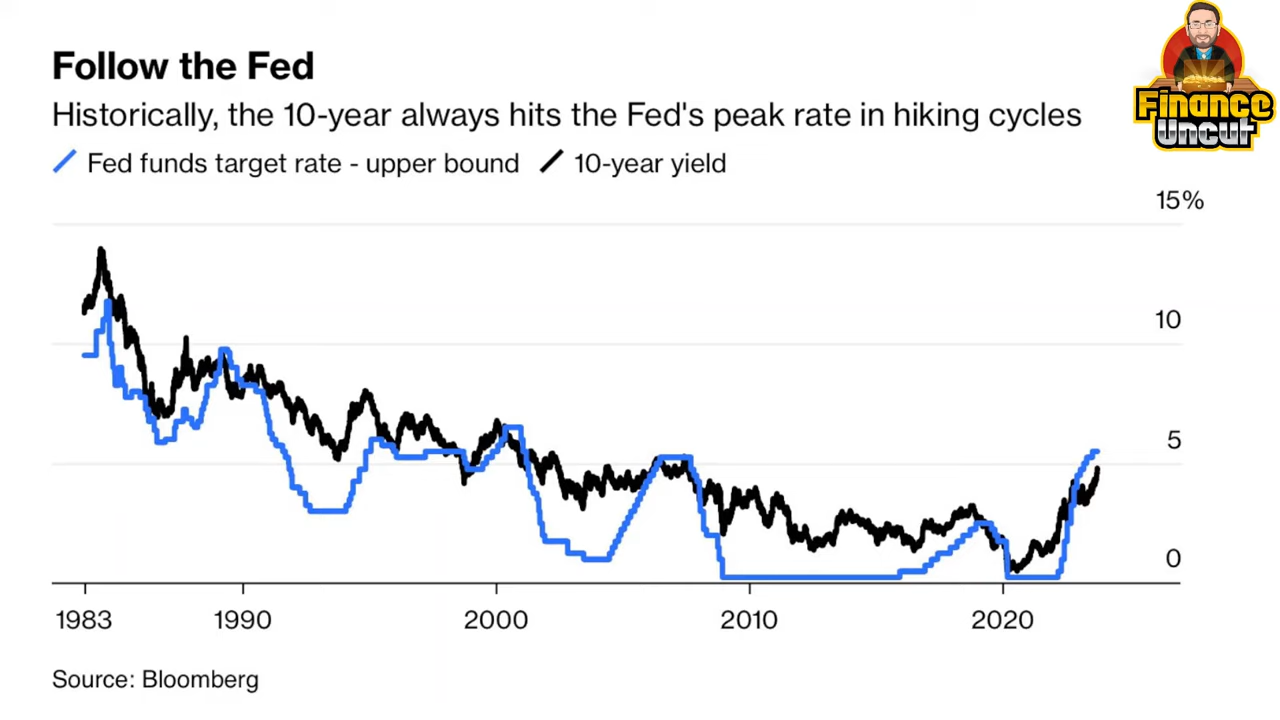 Follow the Fed
Historically, the 10-year always hits the Fed's peak rate in hiking cycles
Fed funds target rate - upper bound 10-year yield
Finance
Uncut
15%
10
5
0
1983 1990 2000 2010 2020
Source: Bloomberg